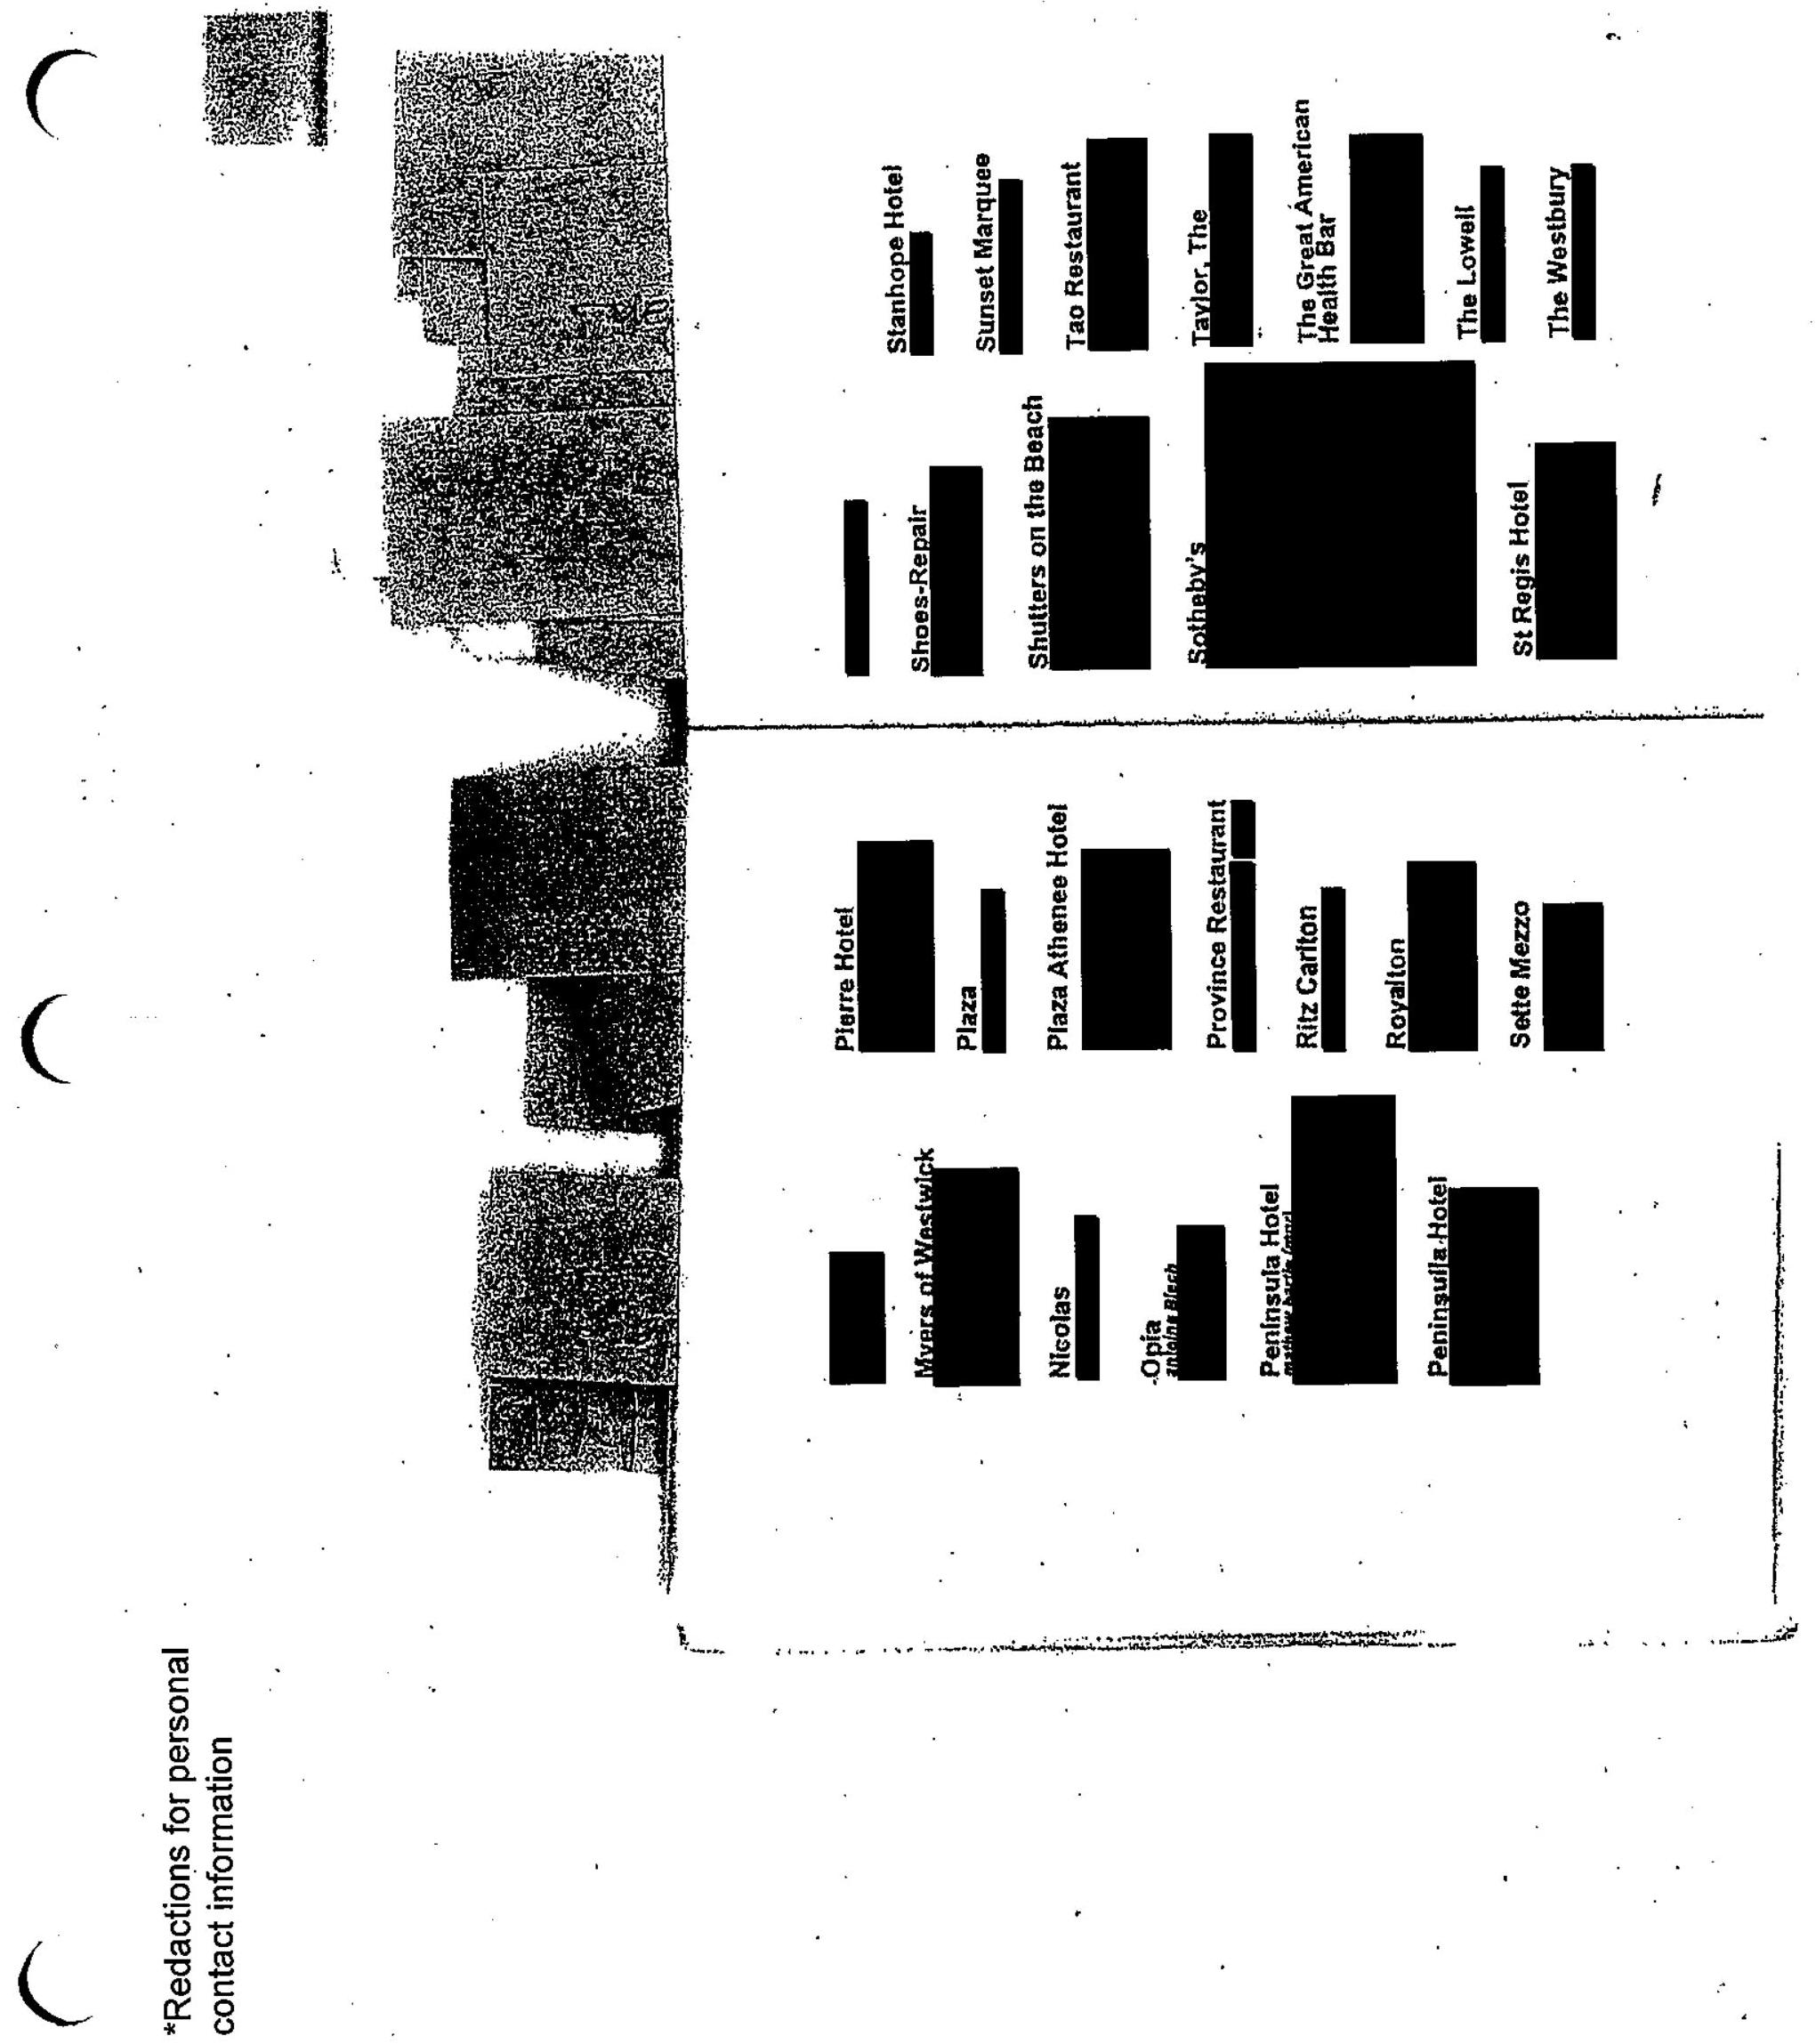 *Redactions for personal
contact information
Myers of Westwick
Nicolas
Opia
Peninsula Hotel
Peninsula Hotel
Pierre Hotel
Plaza
Plaza Athenee Hotel
Province Restaurant
Ritz Carlton
Royalton
Sette Mezzo
Shoes-Repair
Shutters on the Beach
Sotheby's
St Regis Hotel
Stanhope Hotel
Sunset Marquee
Tao Restaurant
Taylor, The
The Great American
Health Bar
The Lowell
The Westbury